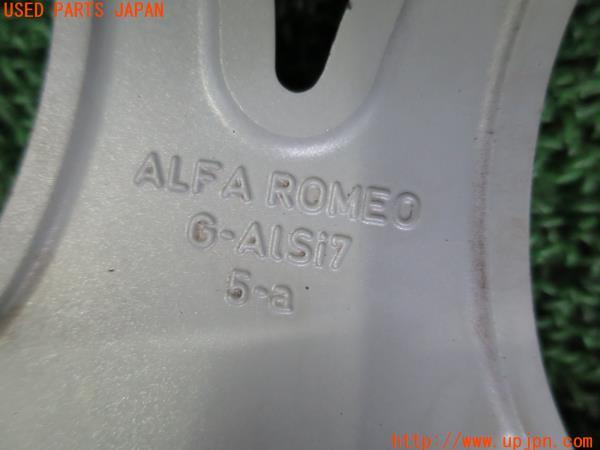 USED PARTS JAPAN
ALFA ROMEO
G-AlSi7
5-a
http://www.upjpn.com/